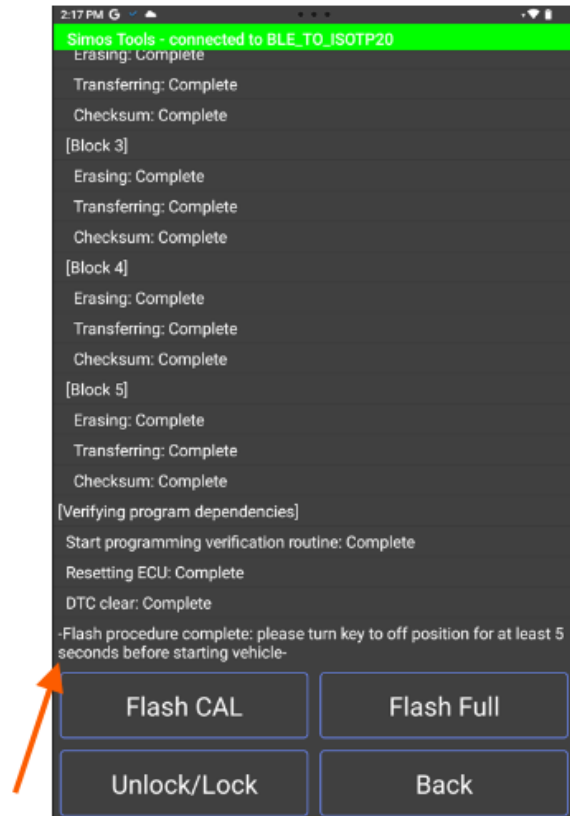 2:17 PM G
Simos Tools - connected to BLE_TO_ISOTP20
Erasing: Complete
Transferring: Complete
Checksum: Complete
[Block 3]
Erasing: Complete
Transferring: Complete
Checksum: Complete
[Block 4]
Erasing: Complete
Transferring: Complete
Checksum: Complete
[Block 5]
Erasing: Complete
Transferring: Complete
Checksum: Complete
[Verifying program dependencies]
Start programming verification routine: Complete
Resetting ECU: Complete
DTC clear: Complete
-Flash procedure complete: please turn key to off position for at least 5
seconds before starting vehicle-
Flash CAL
Flash Full
Unlock/Lock
Back